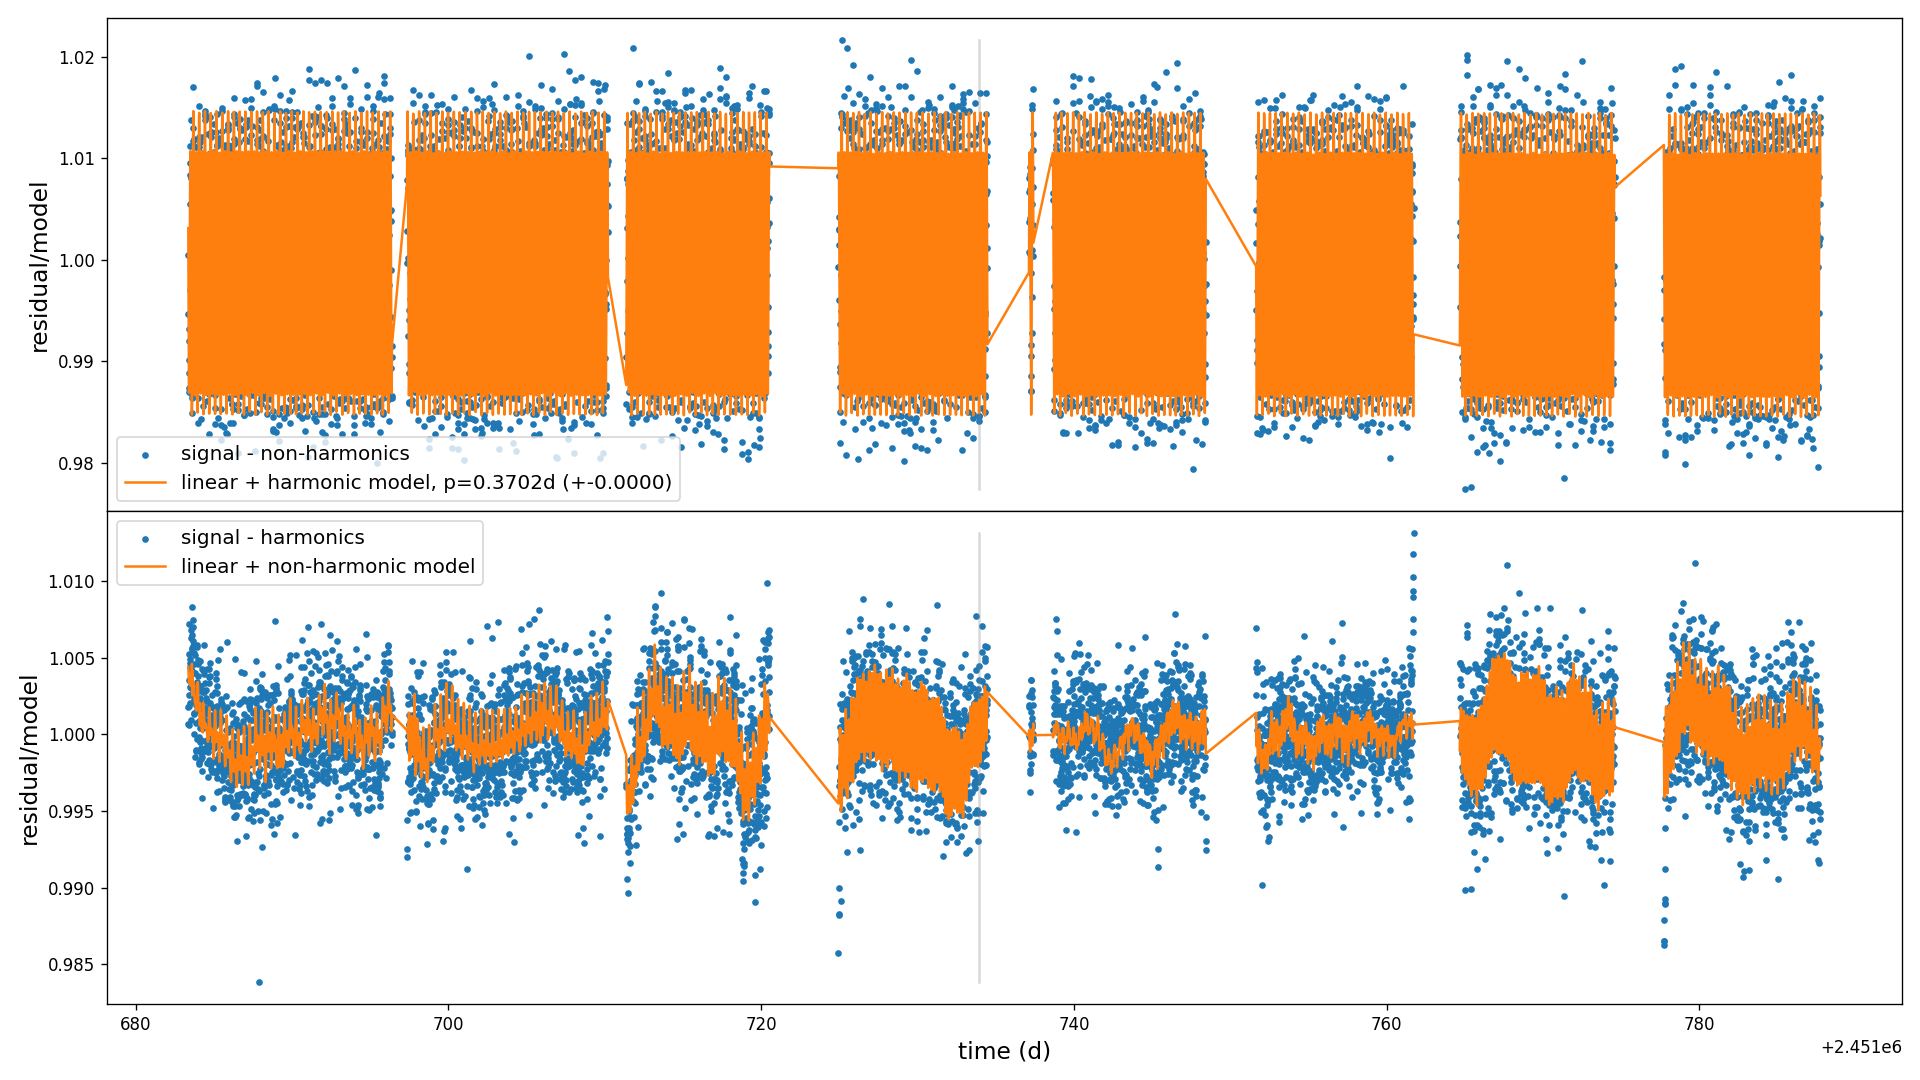 1.02
1.01
1.00
0.99
0.98
residual/model
signal - non-harmonics
linear + harmonic model, p=0.3702d (+-0.0000)
signal - harmonics
linear + non-harmonic model
1.010
1.005
1.000
0.995
0.990
0.985
residual/model
680
700
720
740
760
780
time (d)
+2.451e6